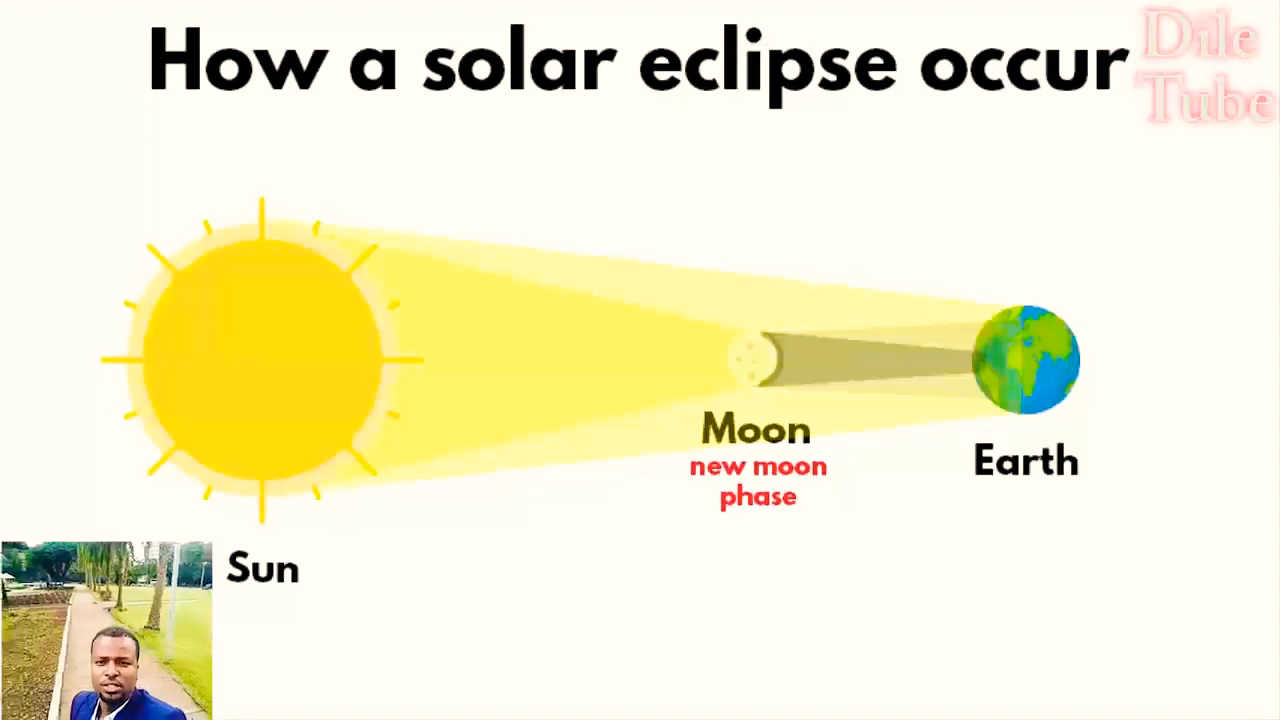 How a solar eclipse occur
Dile
Tube
Moon
new moon
phase
Earth
Sun